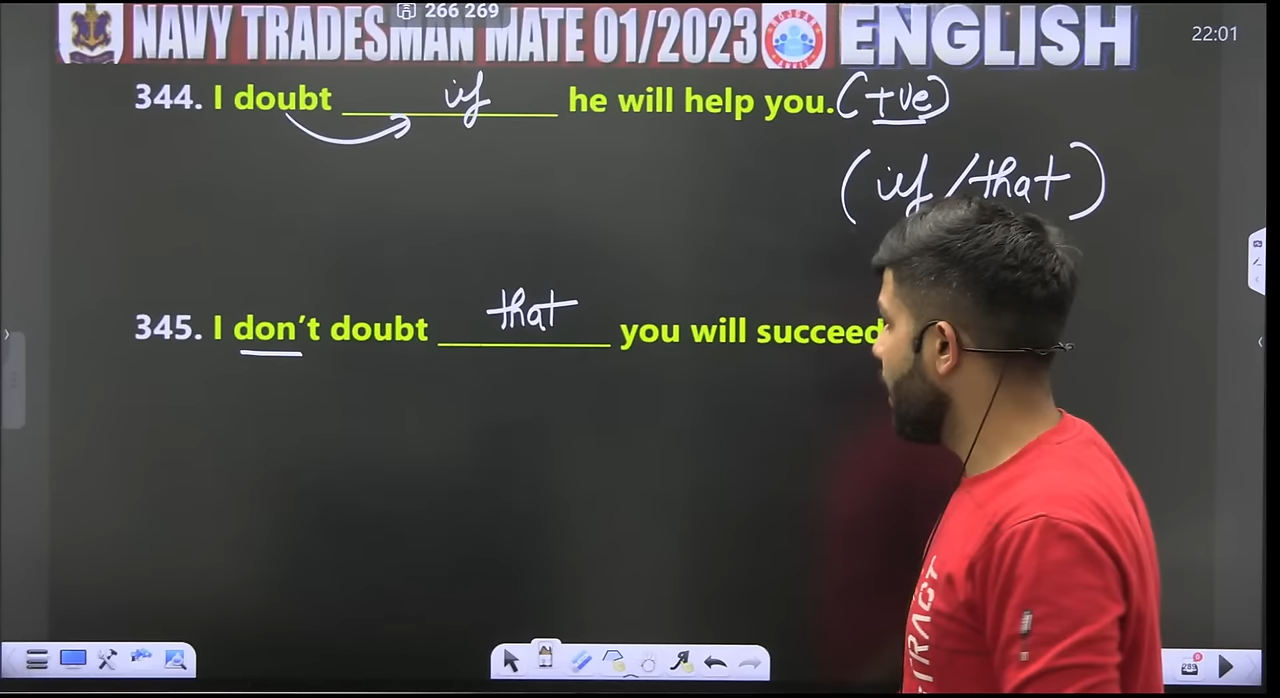 266 269
NAVY TRADESMAN MATE 01/2023 ENGLISH
22:01
344. I doubt if he will help you. (+ve)
(if/that)
345. I don't doubt that you will succeed
289